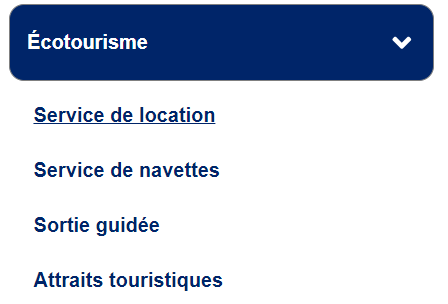 Écotourisme
Service de location
Service de navettes
Sortie guidée
Attraits touristiques